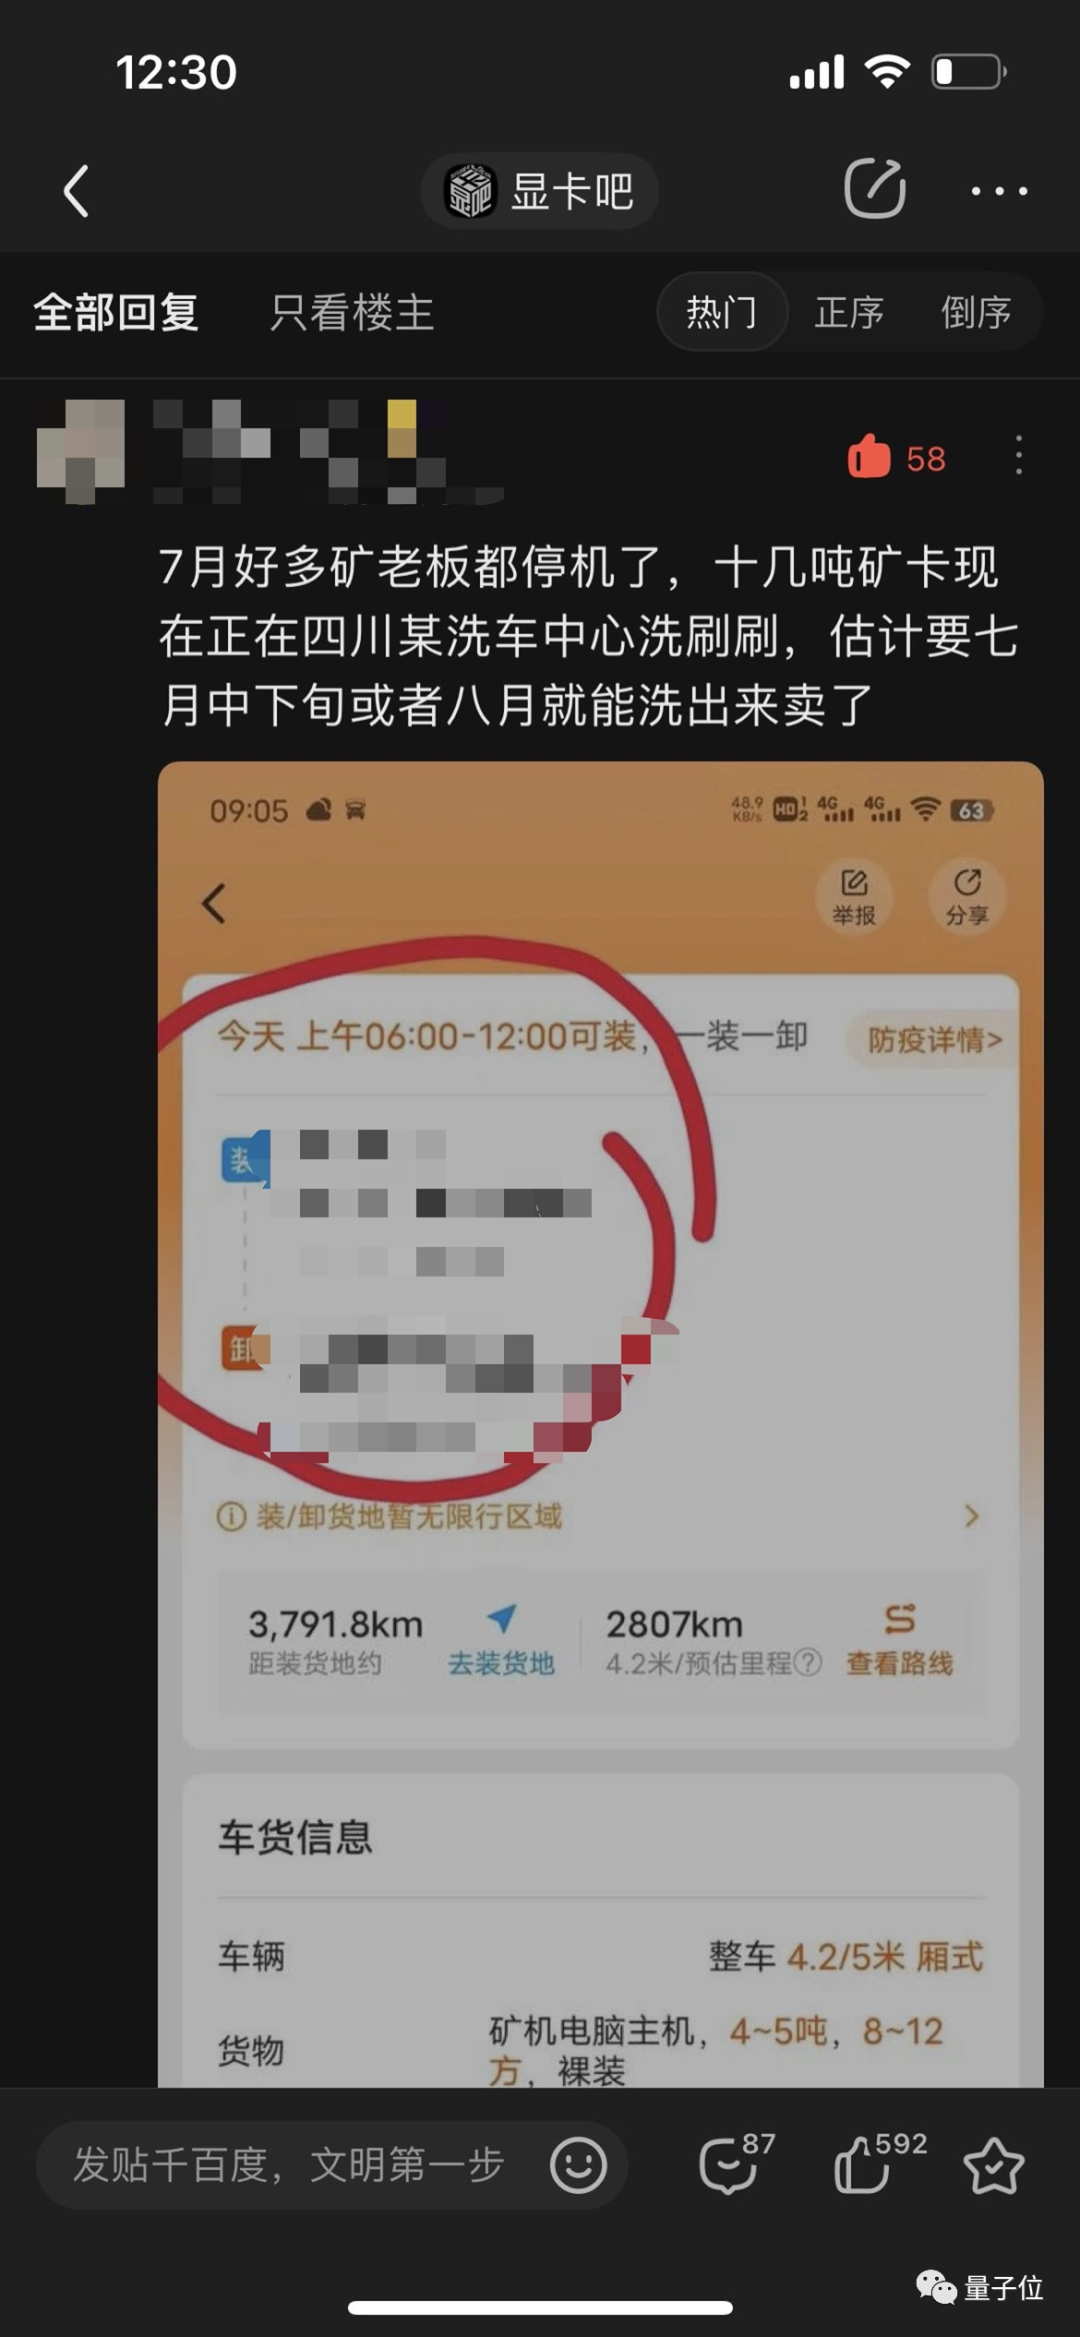 12:30
显卡吧
全部回复 只看楼主 热门 正序 倒序
58
7月好多矿老板都停机了，十几吨矿卡现
在正在四川某洗车中心洗刷刷，估计要七
月中下旬或者八月就能洗出来卖了
09:05 48.9 KB/s HD 1 2 4G 4G 63
举报 分享
今天 上午06:00-12:00可装，一装一卸 防疫详情>
装
卸
装/卸货地暂无限行区域
3,791.8km 2807km
距装货地约 去装货地 4.2米/预估里程? 查看路线
车货信息
车辆 整车 4.2/5米 厢式
货物 矿机电脑主机，4~5吨，8~12
方，裸装
发贴千百度，文明第一步 87 592
量子位